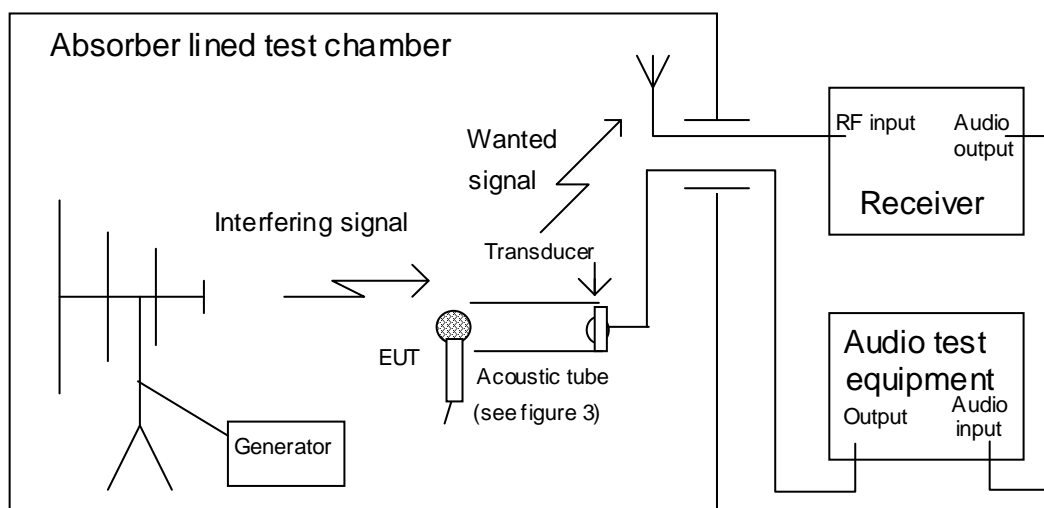 Absorber lined test chamber
Wanted
signal
Interfering signal
Transducer
EUT
Acoustic tube
(see figure 3)
Generator
RF input
Audio
output
Receiver
Audio test
equipment
Output
Audio
input